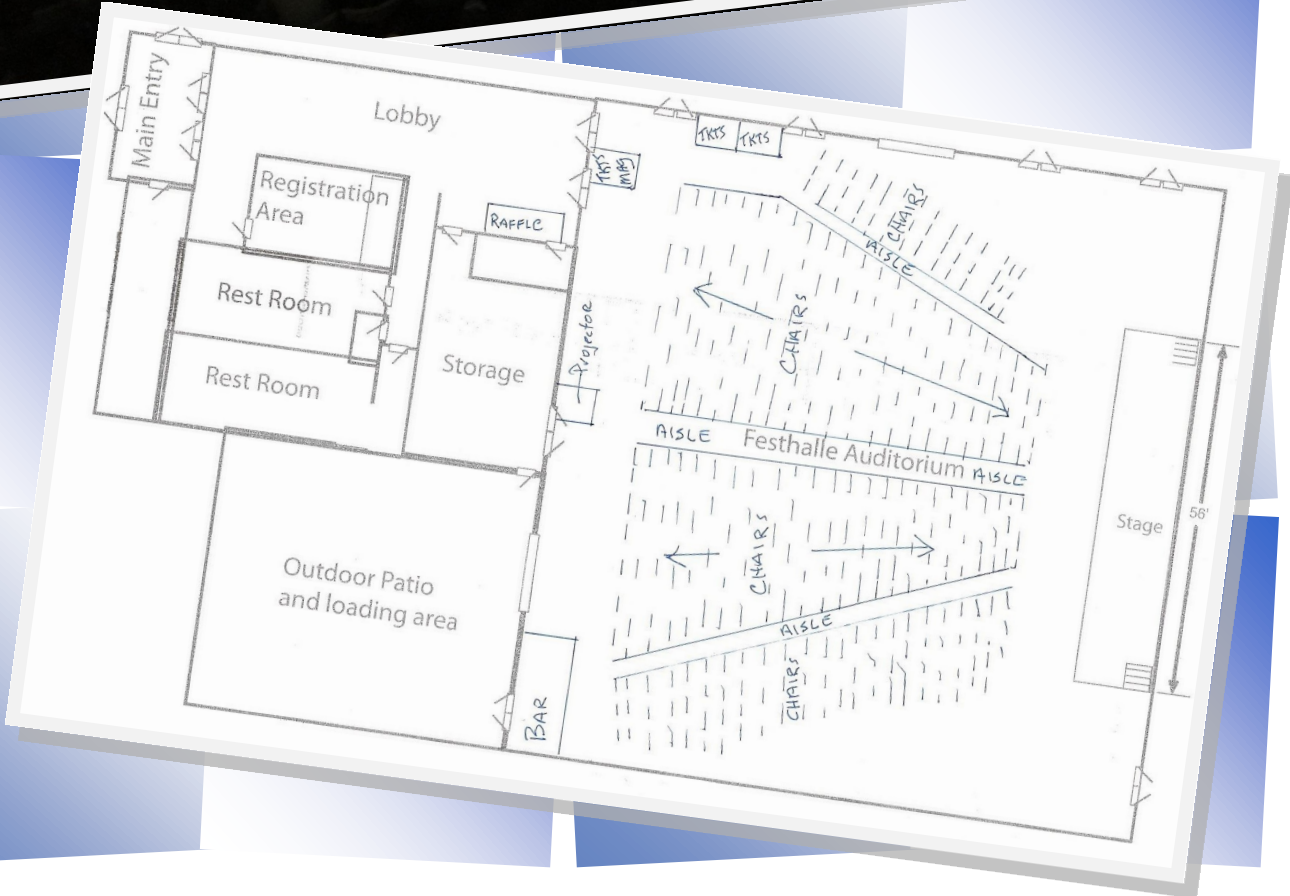 Main Entry
Lobby
TKTS
TKTS
TKTS
MAG
Registration
Area
RAFFLE
CHAIRS
AISLE
Rest Room
CHAIRS
Projector
Storage
Rest Room
AISLE
Festhalle Auditorium
AISLE
Stage
56'
CHAIRS
Outdoor Patio
and loading area
AISLE
CHAIRS
BAR